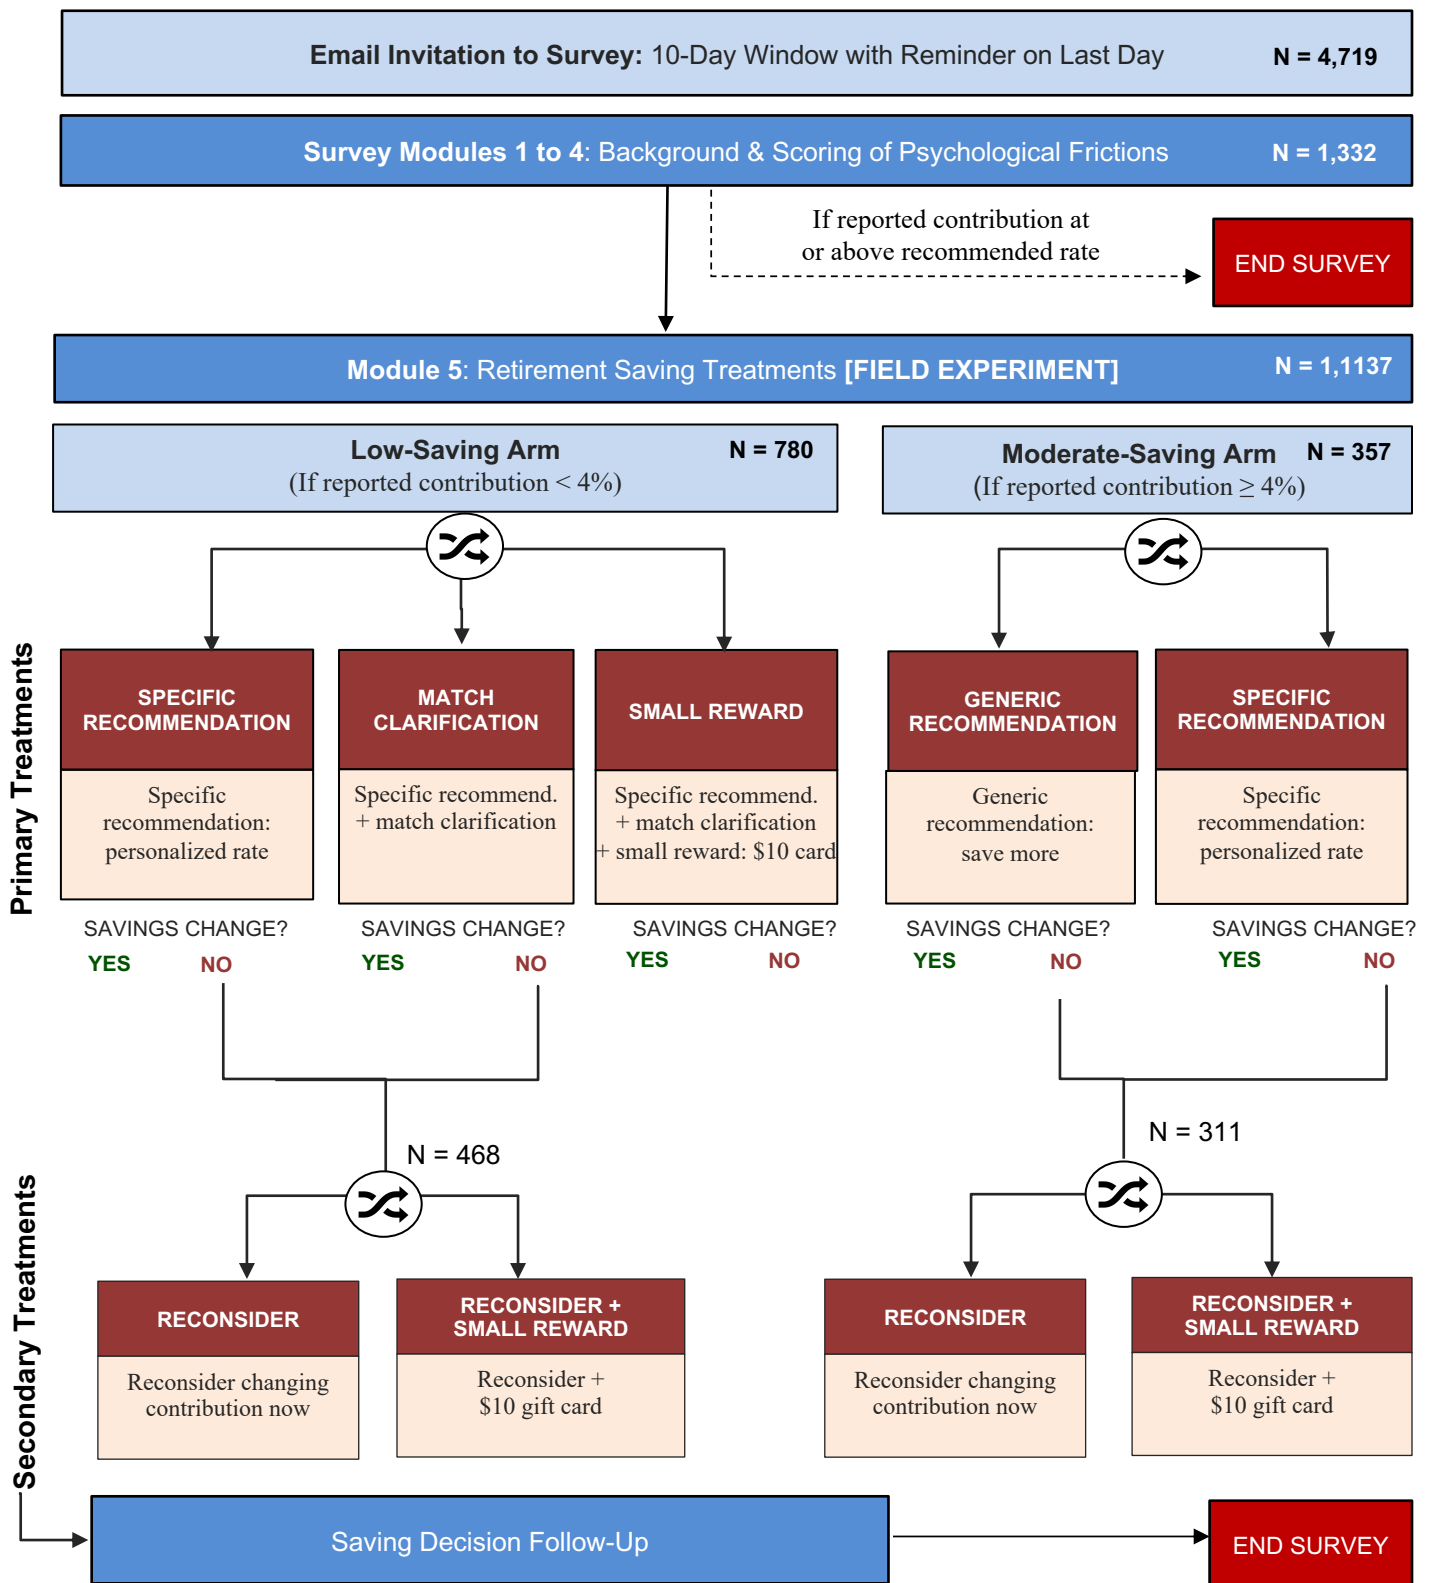 Email Invitation to Survey: 10-Day Window with Reminder on Last Day N = 4,719
Survey Modules 1 to 4: Background & Scoring of Psychological Frictions N = 1,332
If reported contribution at
or above recommended rate
END SURVEY
Module 5: Retirement Saving Treatments [FIELD EXPERIMENT] N = 1,1137
Low-Saving Arm N = 780
(If reported contribution < 4%)
Moderate-Saving Arm N = 357
(If reported contribution ≥ 4%)
Primary Treatments
SPECIFIC
RECOMMENDATION
Specific
recommendation:
personalized rate
MATCH
CLARIFICATION
Specific recommend.
+ match clarification
SMALL REWARD
Specific recommend.
+ match clarification
+ small reward: $10 card
GENERIC
RECOMMENDATION
Generic
recommendation:
save more
SPECIFIC
RECOMMENDATION
Specific
recommendation:
personalized rate
SAVINGS CHANGE?
YES NO
SAVINGS CHANGE?
YES NO
SAVINGS CHANGE?
YES NO
SAVINGS CHANGE?
YES NO
SAVINGS CHANGE?
YES NO
N = 468
N = 311
Secondary Treatments
RECONSIDER
Reconsider changing
contribution now
RECONSIDER +
SMALL REWARD
Reconsider +
$10 gift card
RECONSIDER
Reconsider changing
contribution now
RECONSIDER +
SMALL REWARD
Reconsider +
$10 gift card
Saving Decision Follow-Up
END SURVEY